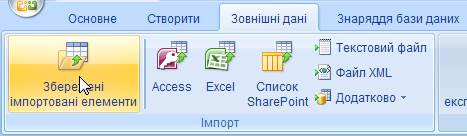 Основне Створити Зовнішні дані Знаряддя бази даних
Збережені
імпортовані елементи
Access
Excel
Список
SharePoint
Текстовий файл
Файл XML
Додатково
Імпорт